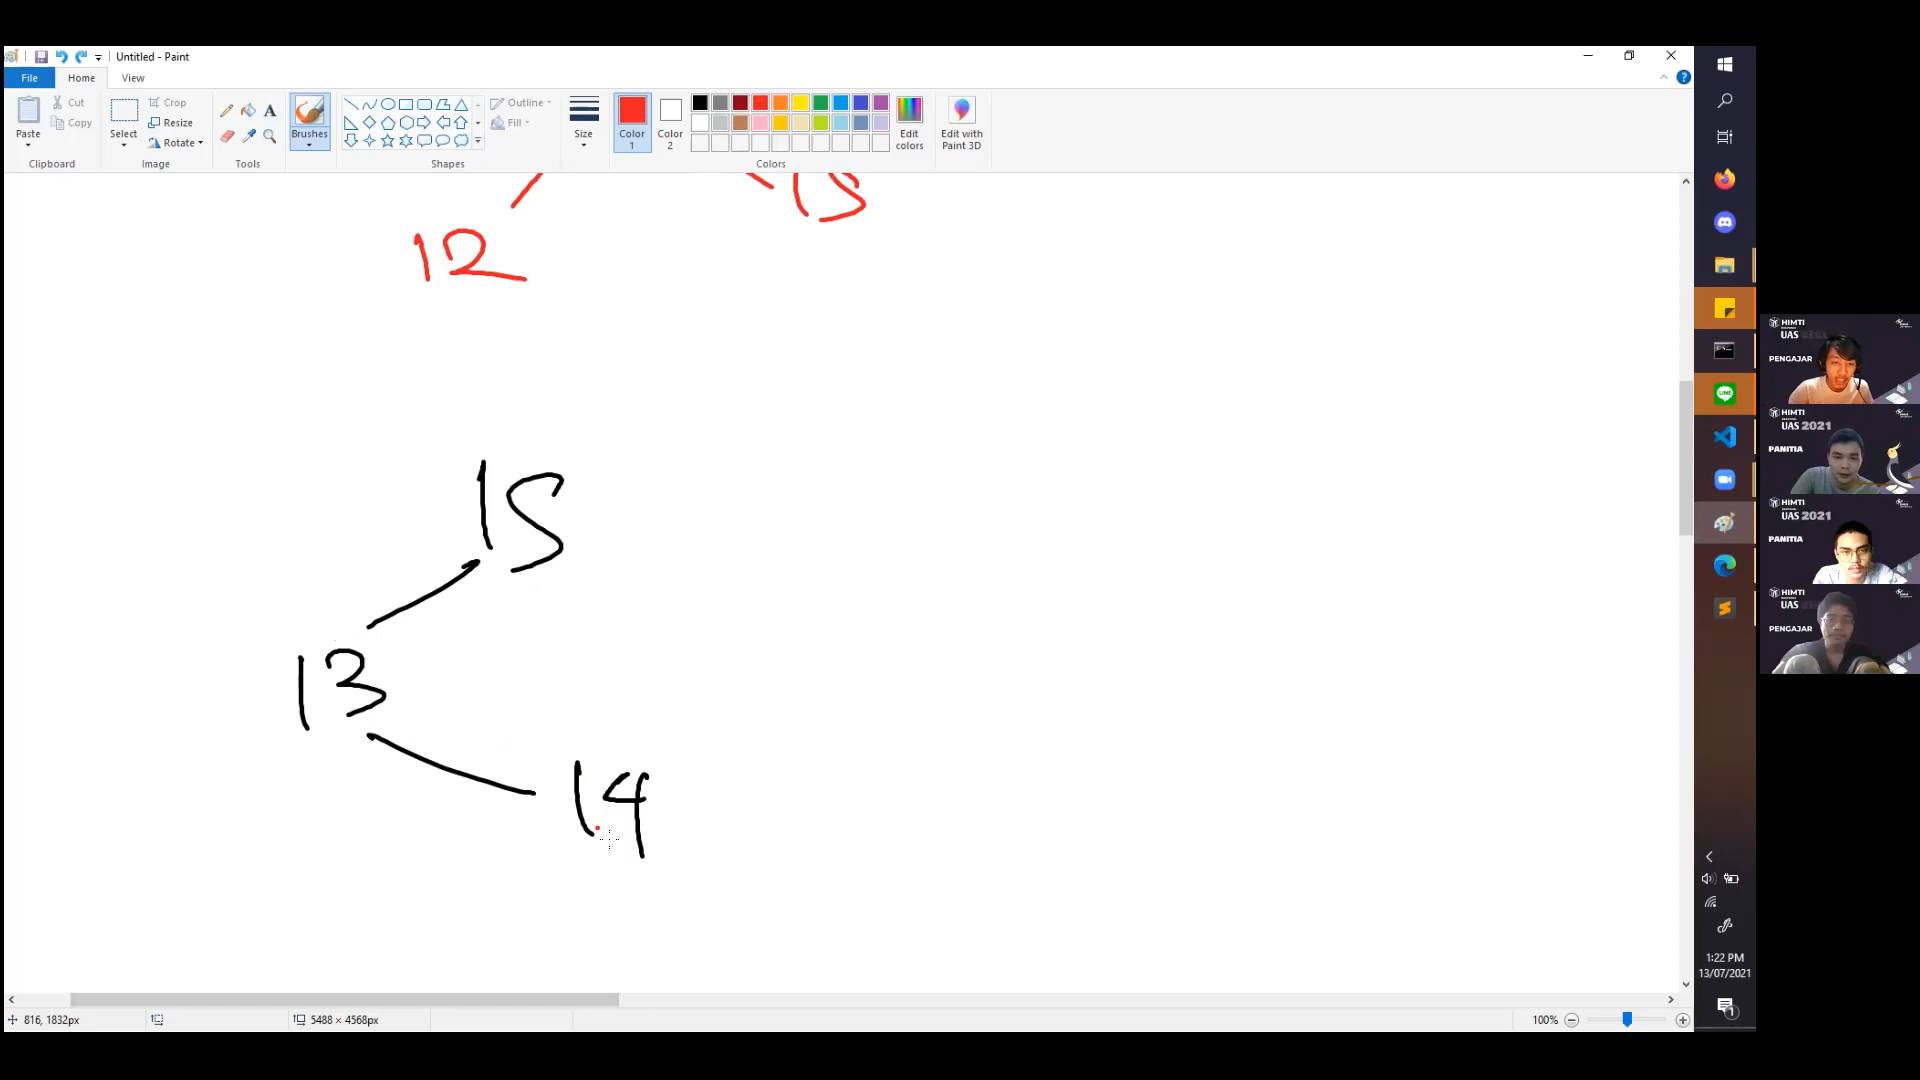 Untitled - Paint
File Home View
Paste
Cut
Copy
Clipboard
Select
Crop
Resize
Rotate
Image
Tools
Brushes
Shapes
Outline
Fill
Size
Color 1
Color 2
Colors
Edit colors
Edit with Paint 3D
15
12
15
13
14
HIMTI
UAS
PENGAJAR
HIMTI
UAS 2021
PANITIA
HIMTI
UAS 2021
PANITIA
HIMTI
UAS
PENGAJAR
LINE
1:22 PM
13/07/2021
1
816, 1832px
5488 × 4568px
100%